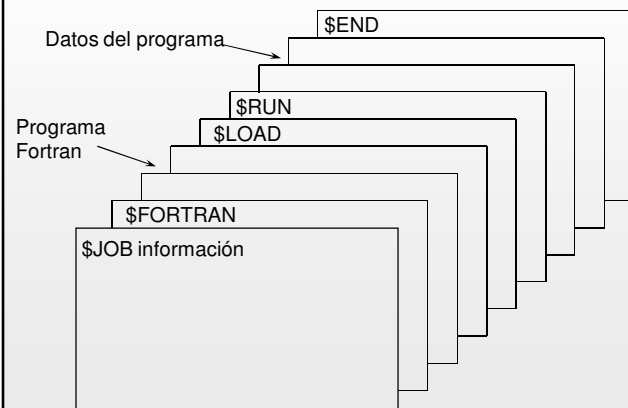 $END
Datos del programa
$RUN
Programa
Fortran
$LOAD
$FORTRAN
$JOB información